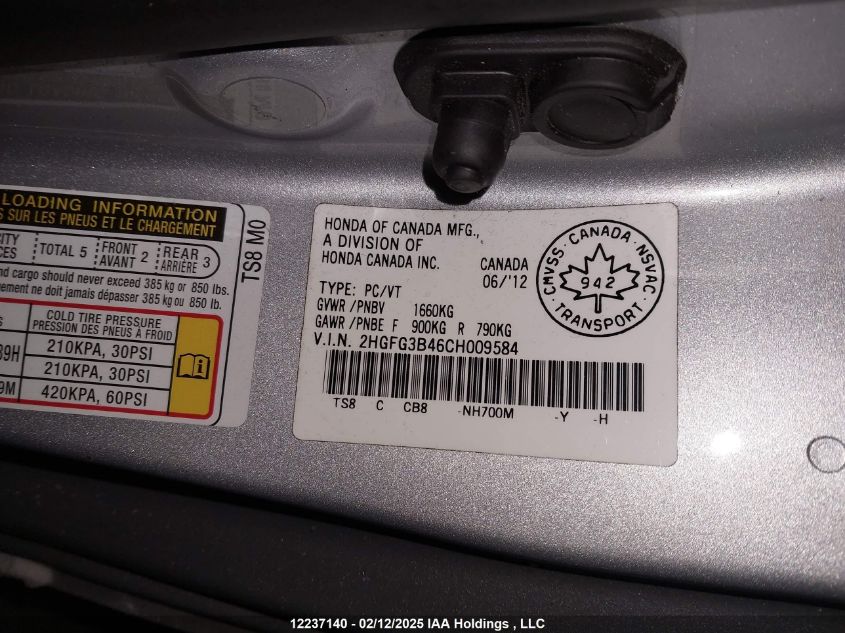 LOADING INFORMATION
SUR LES PNEUS ET LE CHARGEMENT
TOTAL 5
FRONT
AVANT 2
REAR
ARRIÈRE 3
and cargo should never exceed 385 kg or 850 lbs.
ne doit jamais dépasser 385 kg ou 850 lb.
COLD TIRE PRESSURE
PRESSION DES PNEUS À FROID
210KPA, 30PSI
210KPA, 30PSI
420KPA, 60PSI
TS8 M0
HONDA OF CANADA MFG.,
A DIVISION OF
HONDA CANADA INC.
CANADA
06/'12
TYPE: PC/VT
GVWR /PNBV 1660KG
GAWR /PNBE F 900KG R 790KG
V.I.N. 2HGFG3B46CH009584
TS8 C CB8 -NH700M -Y -H
CMVSS · CANADA · NSVAC
942
TRANSPORT
12237140 - 02/12/2025 IAA Holdings , LLC